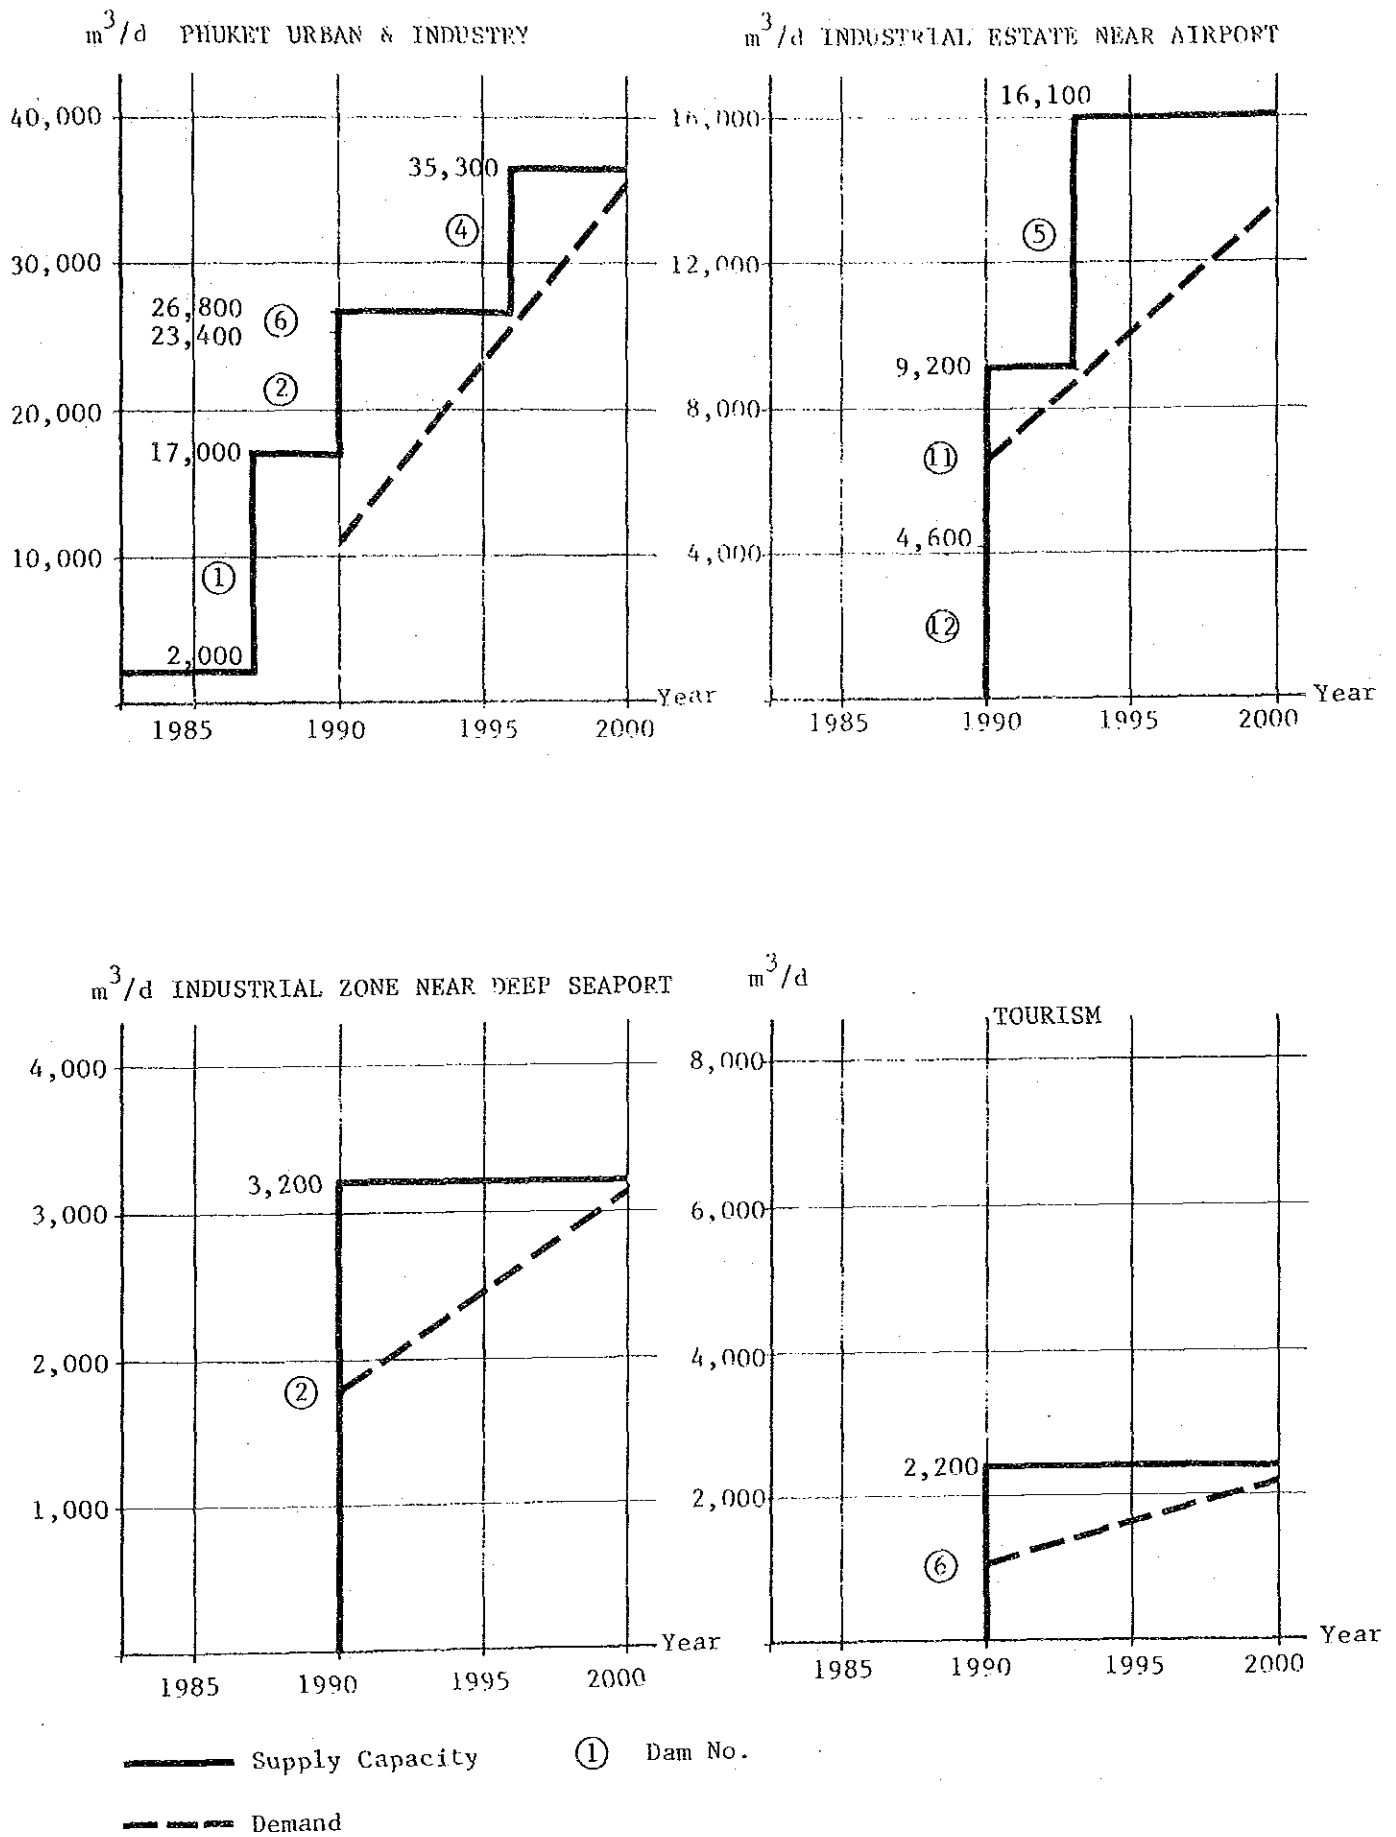 m³/d PHUKET URBAN & INDUSTRY
40,000
35,300
④
30,000
26,800
⑥
23,400
②
20,000
17,000
10,000
①
2,000
Year
1985 1990 1995 2000
m³/d INDUSTRIAL ESTATE NEAR AIRPORT
16,100
16,000
⑤
12,000
9,200
8,000
⑪
4,600
4,000
⑫
Year
1985 1990 1995 2000
m³/d INDUSTRIAL ZONE NEAR DEEP SEAPORT
4,000
3,200
3,000
2,000
②
1,000
Year
1985 1990 1995 2000
m³/d
TOURISM
8,000
6,000
4,000
2,200
2,000
⑥
Year
1985 1990 1995 2000
Supply Capacity ① Dam No.
Demand